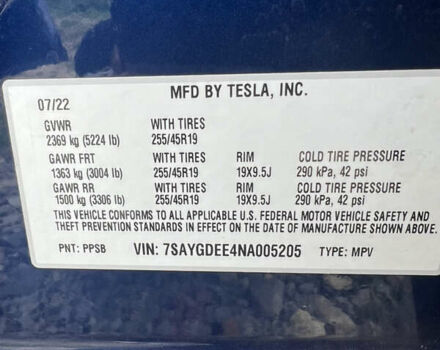 MFD BY TESLA, INC.
07/22
GVWR WITH TIRES
2369 kg (5224 lb) 255/45R19
GAWR FRT WITH TIRES RIM COLD TIRE PRESSURE
1363 kg (3004 lb) 255/45R19 19X9.5J 290 kPa, 42 psi
GAWR RR WITH TIRES RIM COLD TIRE PRESSURE
1500 kg (3306 lb) 255/45R19 19X9.5J 290 kPa, 42 psi
THIS VEHICLE CONFORMS TO ALL APPLICABLE U.S. FEDERAL MOTOR VEHICLE SAFETY AND
THEFT PREVENTION STANDARDS IN EFFECT ON THE DATE OF MANUFACTURE SHOWN ABOVE.
PNT: PPSB VIN: 7SAYGDEE4NA005205 TYPE: MPV